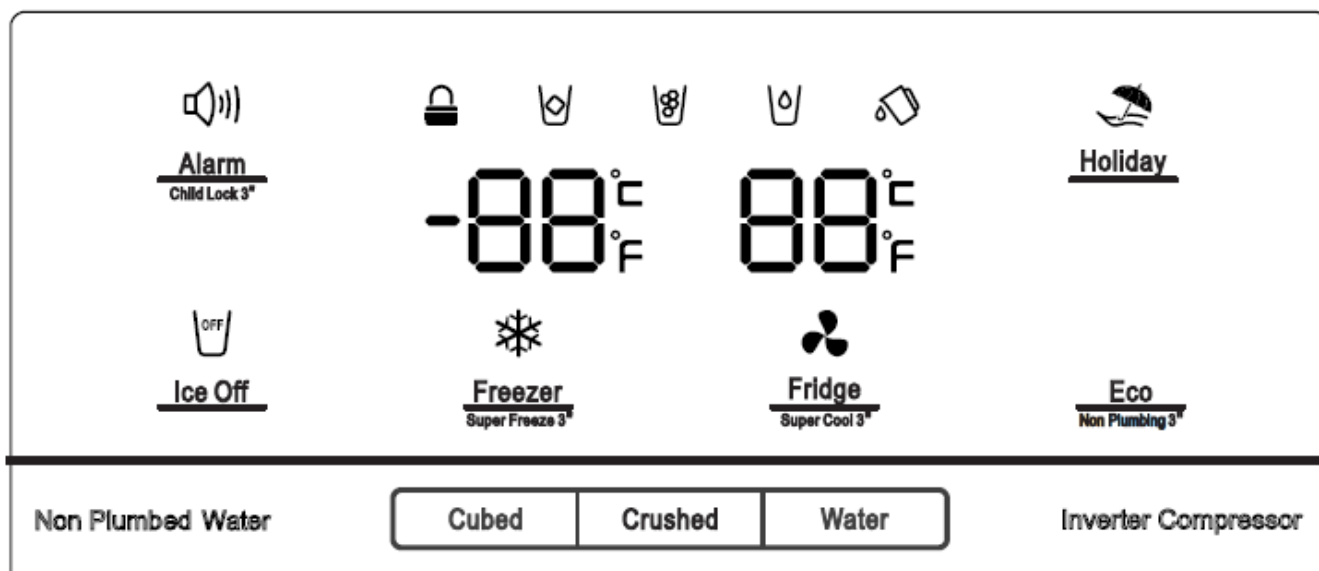 Alarm
Child Lock 3"
Holiday
-88 °C °F
88 °C °F
OFF
Ice Off
Freezer
Super Freeze 3"
Fridge
Super Cool 3"
Eco
Non Plumbing 3"
Non Plumbed Water
Cubed
Crushed
Water
Inverter Compressor